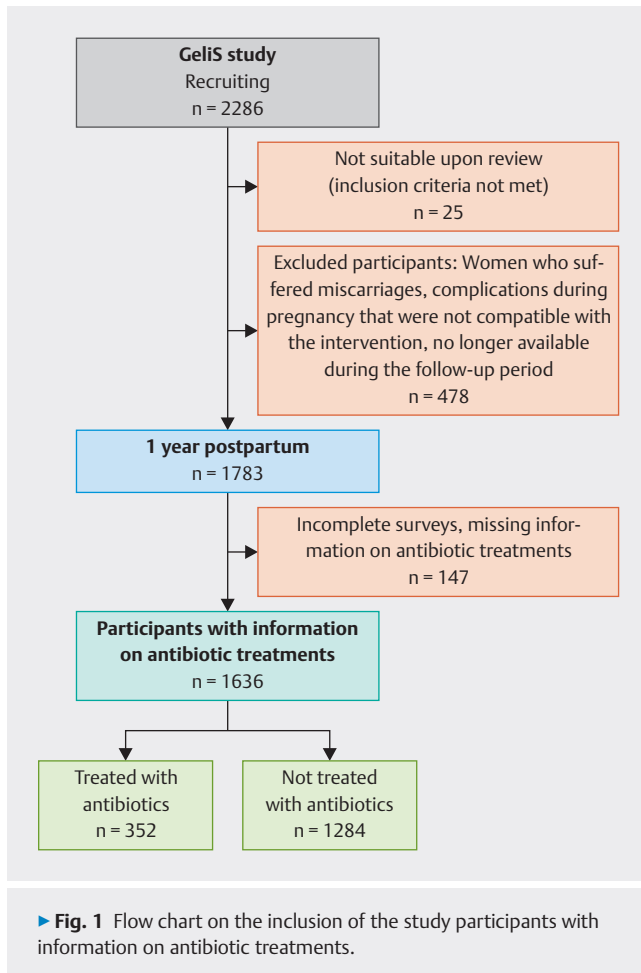 GeliS study
Recruiting
n = 2286
Not suitable upon review
(inclusion criteria not met)
n = 25
Excluded participants: Women who suf-
fered miscarriages, complications during
pregnancy that were not compatible with
the intervention, no longer available
during the follow-up period
n = 478
1 year postpartum
n = 1783
Incomplete surveys, missing infor-
mation on antibiotic treatments
n = 147
Participants with information
on antibiotic treatments
n = 1636
Treated with
antibiotics
n = 352
Not treated
with antibiotics
n = 1284
► Fig. 1 Flow chart on the inclusion of the study participants with
information on antibiotic treatments.